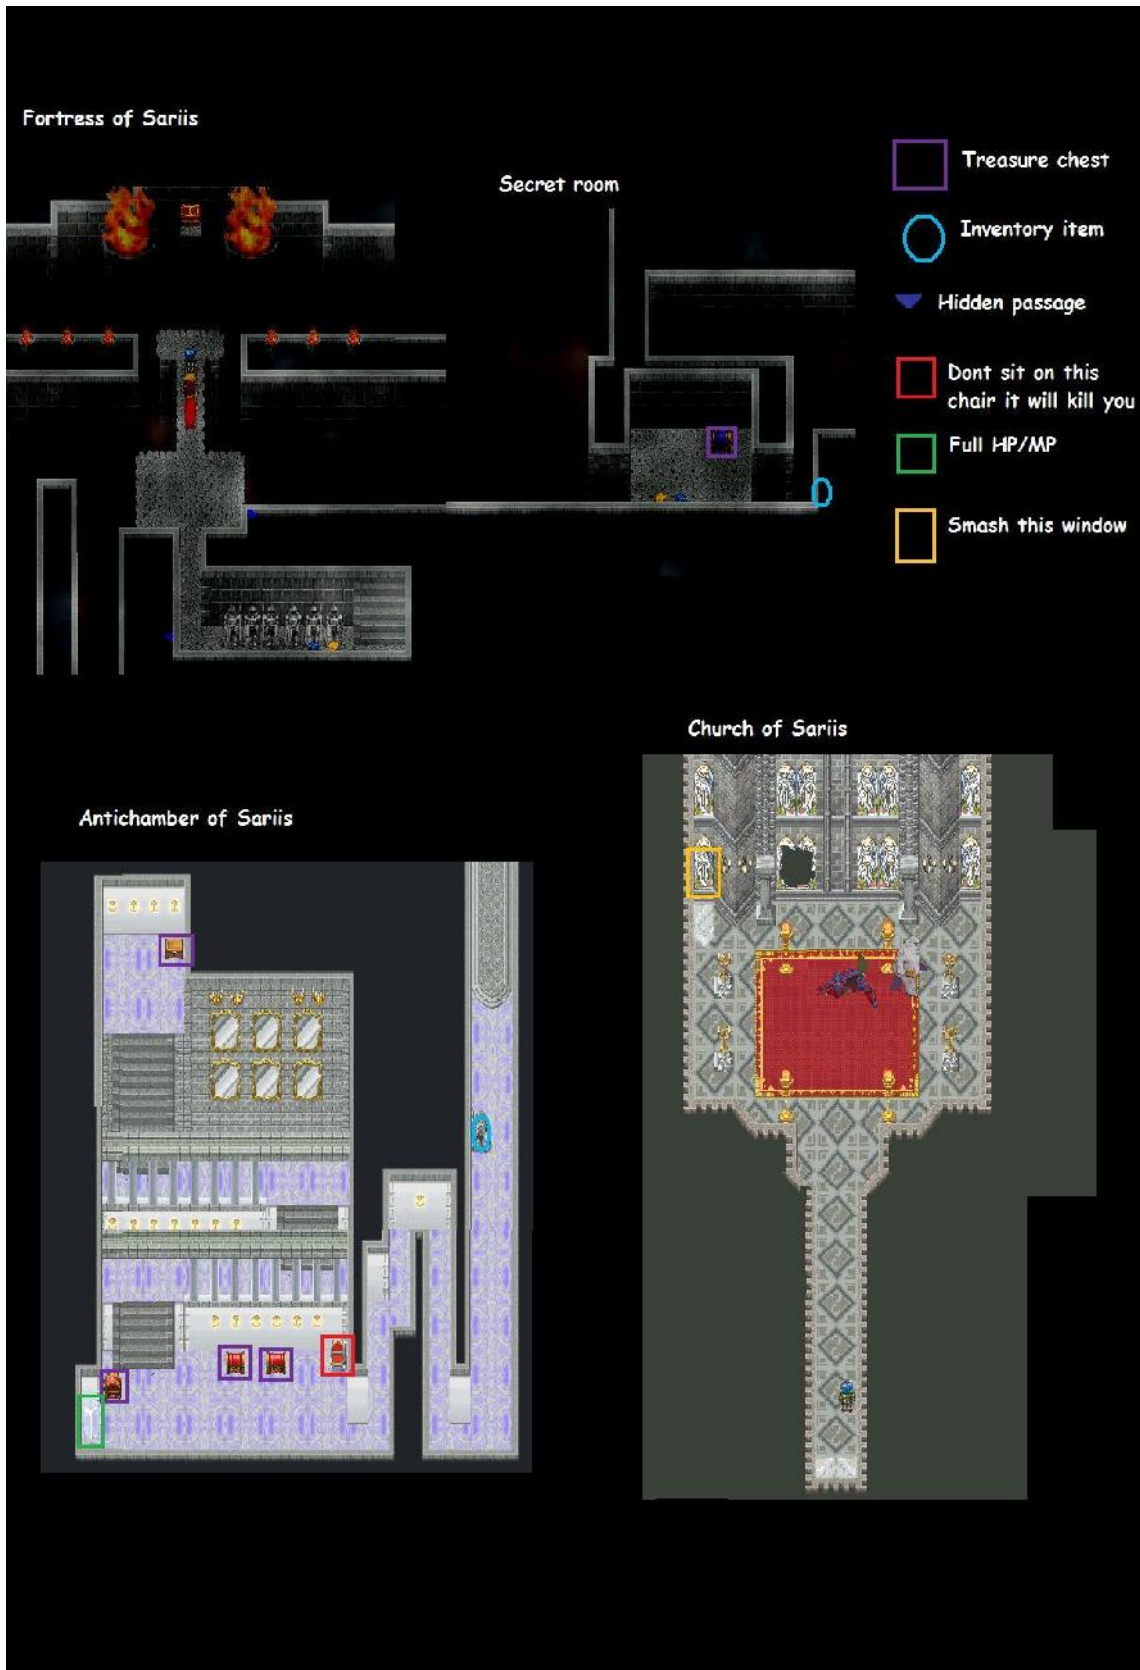 Fortress of Sariis
Secret room
Treasure chest
Inventory item
Hidden passage
Dont sit on this
chair it will kill you
Full HP/MP
Smash this window
Church of Sariis
Antichamber of Sariis